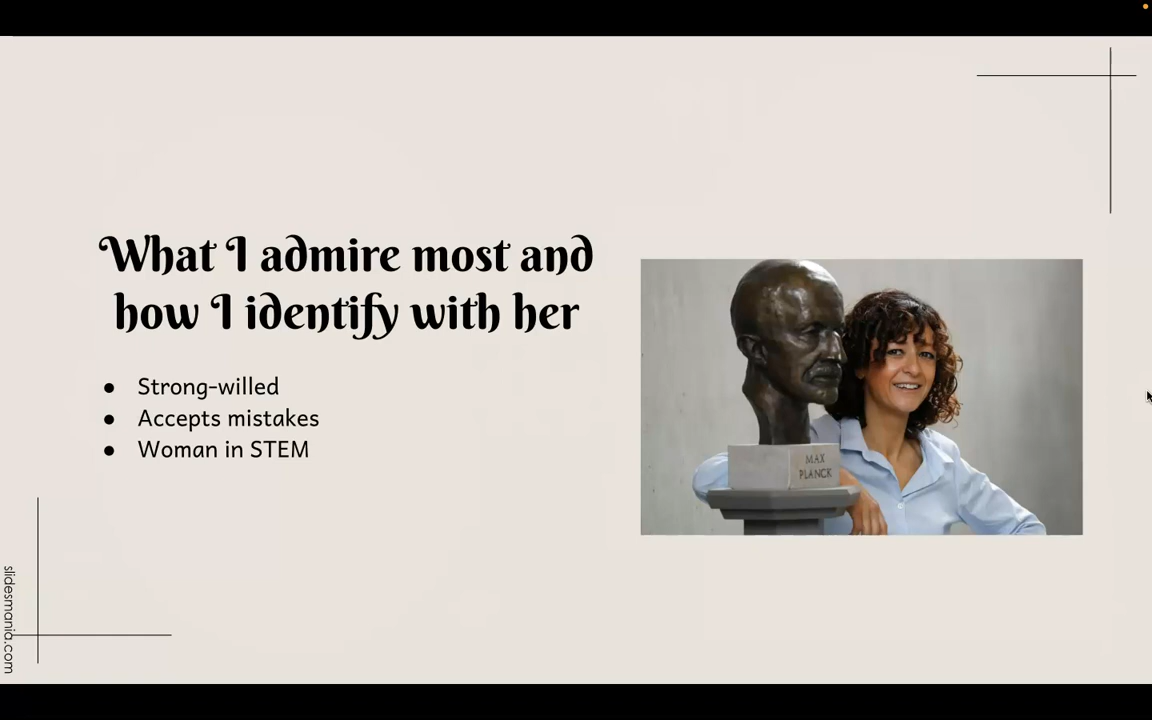 What I admire most and
how I identify with her
● Strong-willed
● Accepts mistakes
● Woman in STEM
MAX
PLANCK
slidesmania.com